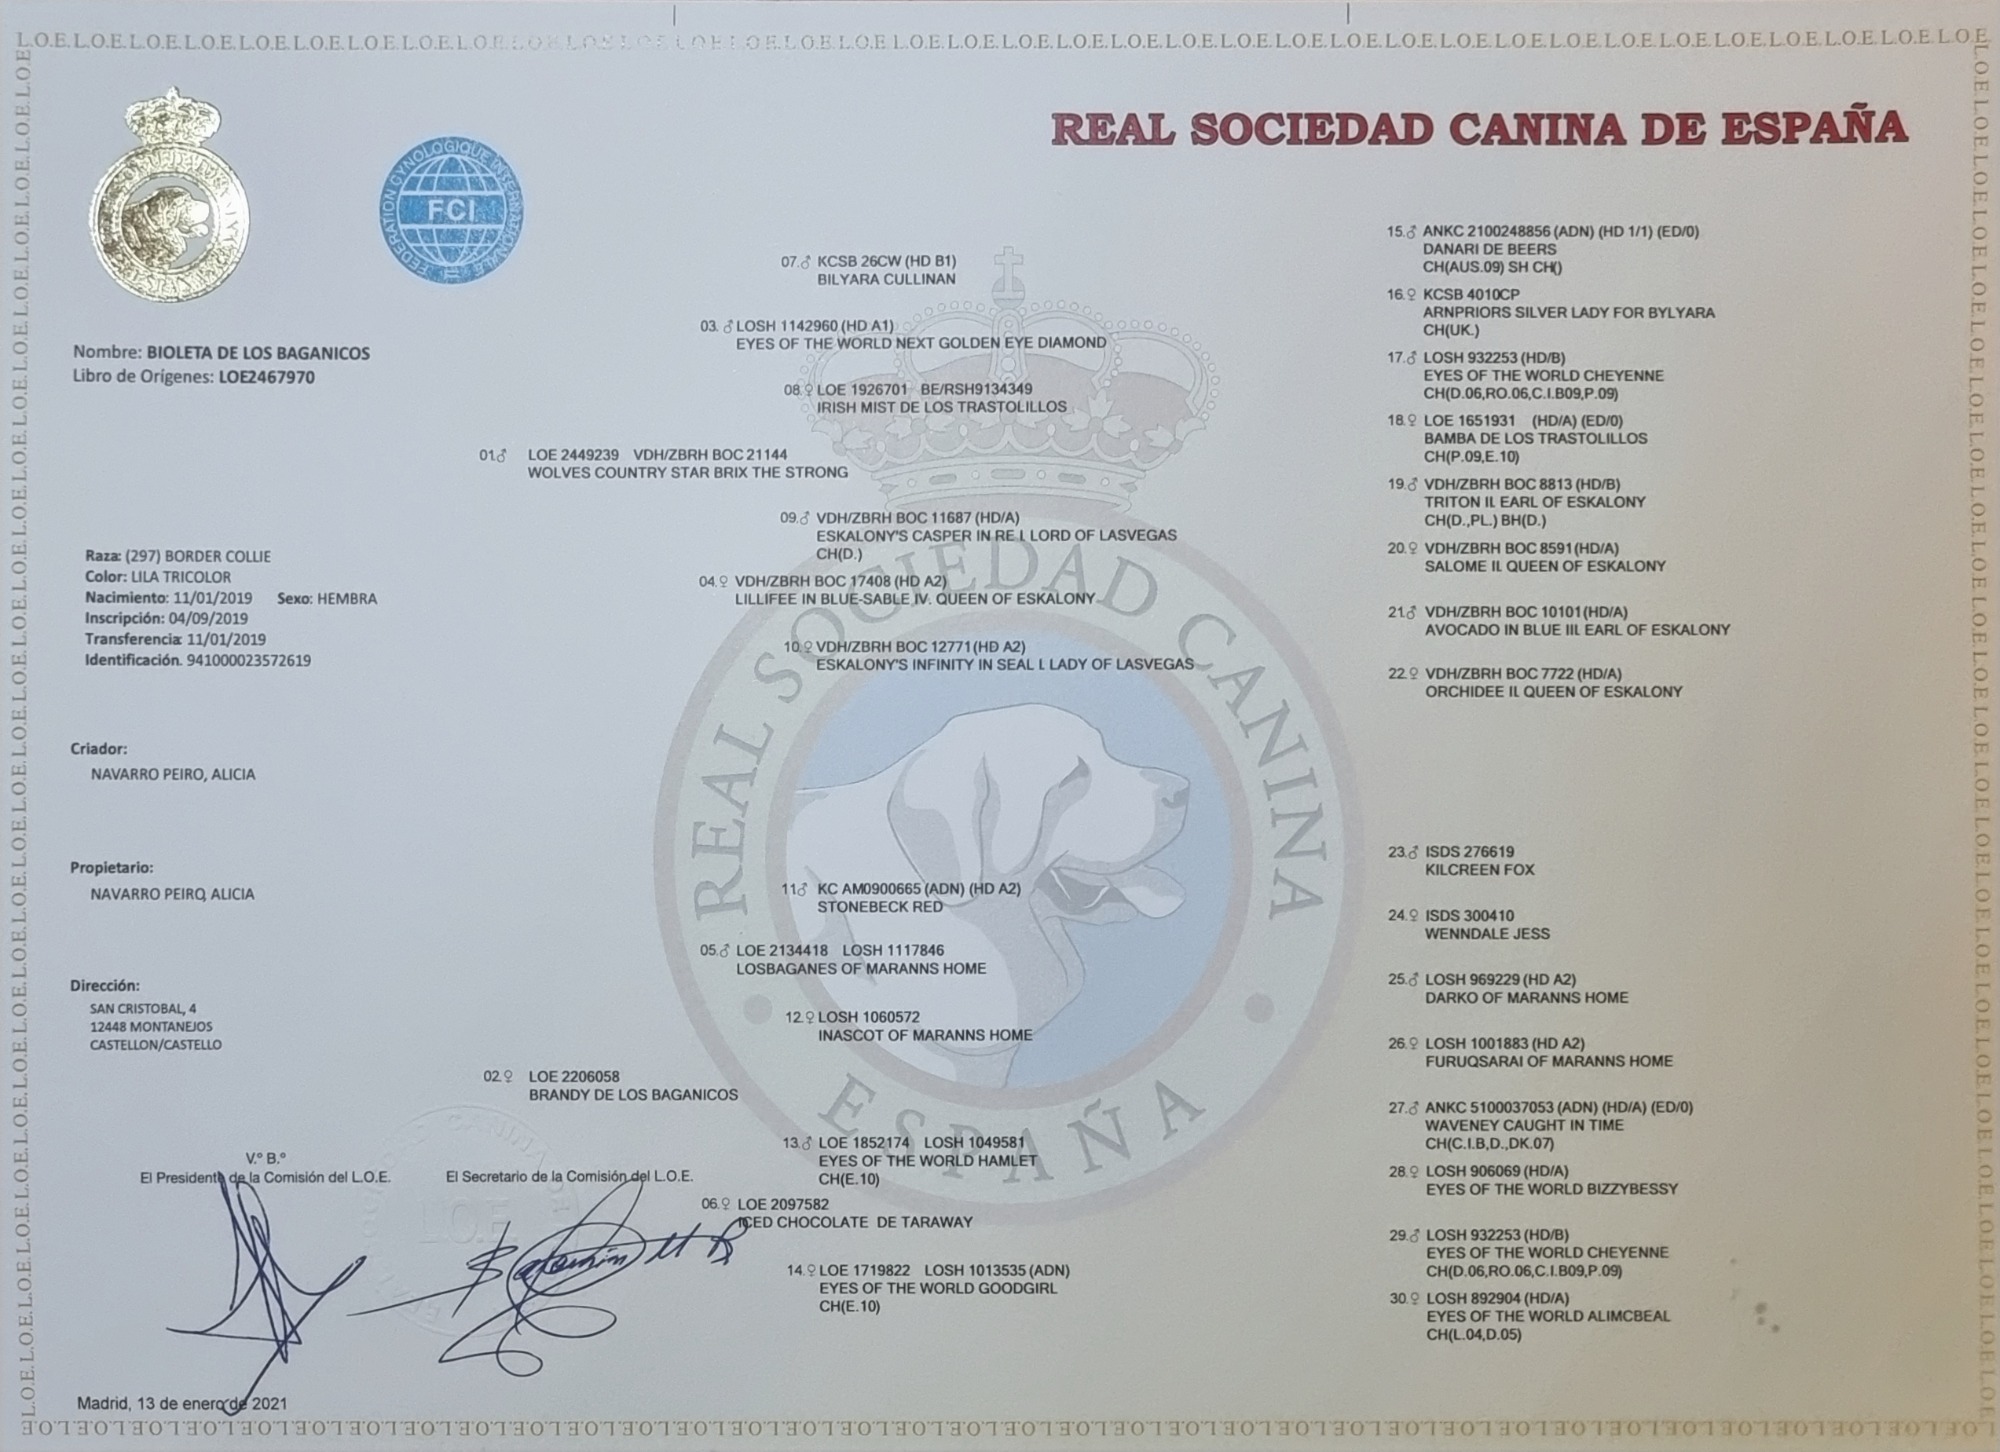 L.O.E.L.O.E.L.O.E.L.O.E.L.O.E.L.O.E.L.O.E.L.O.E.L.O.E.
REAL SOCIEDAD CANINA DE ESPAÑA
FEDERATION CYNOLOGIQUE INTERNATIONALE
FCI
Nombre: BIOLETA DE LOS BAGANICOS
Libro de Orígenes: LOE2467970
Raza: (297) BORDER COLLIE
Color: LILA TRICOLOR
Nacimiento: 11/01/2019 Sexo: HEMBRA
Inscripción: 04/09/2019
Transferencia: 11/01/2019
Identificación. 941000023572619
Criador:
NAVARRO PEIRO, ALICIA
Propietario:
NAVARRO PEIRO, ALICIA
Dirección:
SAN CRISTOBAL, 4
12448 MONTANEJOS
CASTELLON/CASTELLO
V.º B.º
El Presidente de la Comisión del L.O.E.
El Secretario de la Comisión del L.O.E.
Madrid, 13 de enero de 2021
01.♂ LOE 2449239 VDH/ZBRH BOC 21144
WOLVES COUNTRY STAR BRIX THE STRONG
02.♀ LOE 2206058
BRANDY DE LOS BAGANICOS
03.♂ LOSH 1142960 (HD A1)
EYES OF THE WORLD NEXT GOLDEN EYE DIAMOND
04.♀ VDH/ZBRH BOC 17408 (HD A2)
LILLIFEE IN BLUE-SABLE IV. QUEEN OF ESKALONY
05.♂ LOE 2134418 LOSH 1117846
LOSBAGANES OF MARANNS HOME
06.♀ LOE 2097582
ICED CHOCOLATE DE TARAWAY
07.♂ KCSB 26CW (HD B1)
BILYARA CULLINAN
08.♀ LOE 1926701 BE/RSH9134349
IRISH MIST DE LOS TRASTOLILLOS
09.♂ VDH/ZBRH BOC 11687 (HD/A)
ESKALONY'S CASPER IN RE I. LORD OF LASVEGAS
CH(D.)
10.♀ VDH/ZBRH BOC 12771 (HD A2)
ESKALONY'S INFINITY IN SEAL I. LADY OF LASVEGAS
11♂ KC AM0900665 (ADN) (HD A2)
STONEBECK RED
12.♀ LOSH 1060572
INASCOT OF MARANNS HOME
13.♂ LOE 1852174 LOSH 1049581
EYES OF THE WORLD HAMLET
CH(E.10)
14.♀ LOE 1719822 LOSH 1013535 (ADN)
EYES OF THE WORLD GOODGIRL
CH(E.10)
15.♂ ANKC 2100248856 (ADN) (HD 1/1) (ED/0)
DANARI DE BEERS
CH(AUS.09) SH CH()
16.♀ KCSB 4010CP
ARNPRIORS SILVER LADY FOR BYLYARA
CH(UK.)
17.♂ LOSH 932253 (HD/B)
EYES OF THE WORLD CHEYENNE
CH(D.06,RO.06,C.I.B09,P.09)
18.♀ LOE 1651931 (HD/A) (ED/0)
BAMBA DE LOS TRASTOLILLOS
CH(P.09,E.10)
19.♂ VDH/ZBRH BOC 8813 (HD/B)
TRITON II. EARL OF ESKALONY
CH(D.,PL.) BH(D.)
20.♀ VDH/ZBRH BOC 8591 (HD/A)
SALOME II. QUEEN OF ESKALONY
21.♂ VDH/ZBRH BOC 10101 (HD/A)
AVOCADO IN BLUE III. EARL OF ESKALONY
22.♀ VDH/ZBRH BOC 7722 (HD/A)
ORCHIDEE II. QUEEN OF ESKALONY
23.♂ ISDS 276619
KILCREEN FOX
24.♀ ISDS 300410
WENNDALE JESS
25.♂ LOSH 969229 (HD A2)
DARKO OF MARANNS HOME
26.♀ LOSH 1001883 (HD A2)
FURUQSARAI OF MARANNS HOME
27.♂ ANKC 5100037053 (ADN) (HD/A) (ED/0)
WAVENEY CAUGHT IN TIME
CH(C.I.B,D.,DK.07)
28.♀ LOSH 906069 (HD/A)
EYES OF THE WORLD BIZZYBESSY
29.♂ LOSH 932253 (HD/B)
EYES OF THE WORLD CHEYENNE
CH(D.06,RO.06,C.I.B09,P.09)
30.♀ LOSH 892904 (HD/A)
EYES OF THE WORLD ALIMCBEAL
CH(L.04,D.05)
REAL SOCIEDAD CANINA
ESPAÑA
L.O.E.